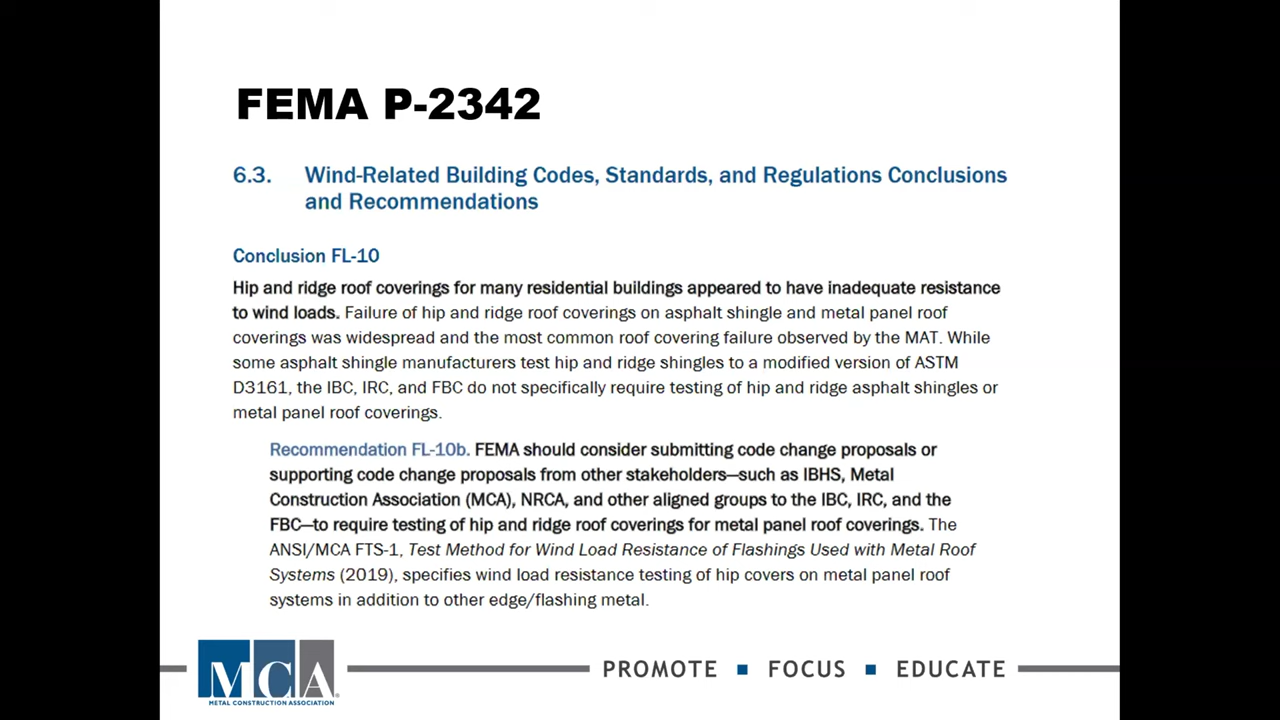 FEMA P-2342
6.3. Wind-Related Building Codes, Standards, and Regulations Conclusions
and Recommendations
Conclusion FL-10
Hip and ridge roof coverings for many residential buildings appeared to have inadequate resistance
to wind loads. Failure of hip and ridge roof coverings on asphalt shingle and metal panel roof
coverings was widespread and the most common roof covering failure observed by the MAT. While
some asphalt shingle manufacturers test hip and ridge shingles to a modified version of ASTM
D3161, the IBC, IRC, and FBC do not specifically require testing of hip and ridge asphalt shingles or
metal panel roof coverings.
Recommendation FL-10b. FEMA should consider submitting code change proposals or
supporting code change proposals from other stakeholders—such as IBHS, Metal
Construction Association (MCA), NRCA, and other aligned groups to the IBC, IRC, and the
FBC—to require testing of hip and ridge roof coverings for metal panel roof coverings. The
ANSI/MCA FTS-1, Test Method for Wind Load Resistance of Flashings Used with Metal Roof
Systems (2019), specifies wind load resistance testing of hip covers on metal panel roof
systems in addition to other edge/flashing metal.
MCA®
METAL CONSTRUCTION ASSOCIATION
PROMOTE ■ FOCUS ■ EDUCATE